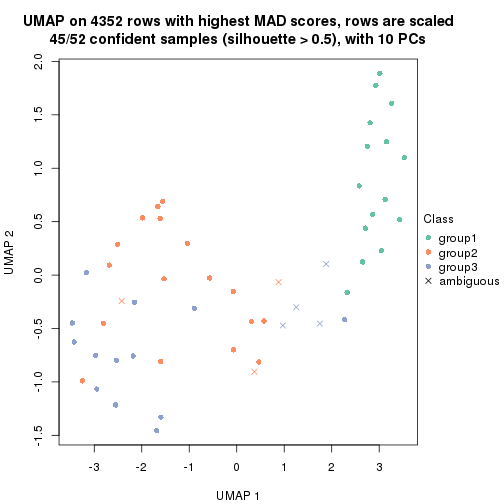 UMAP on 4352 rows with highest MAD scores, rows are scaled
45/52 confident samples (silhouette > 0.5), with 10 PCs
UMAP 2
2.0
1.5
1.0
0.5
0.0
-0.5
-1.0
-1.5
-3 -2 -1 0 1 2 3
UMAP 1
Class
group1
group2
group3
ambiguous